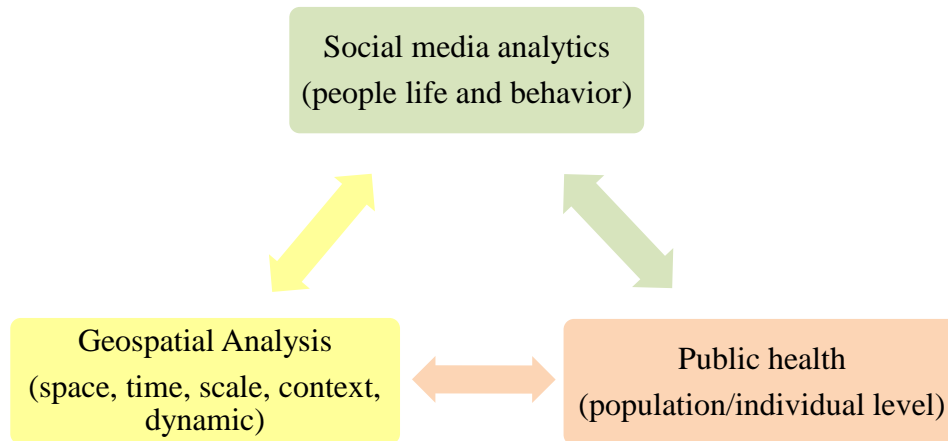 Social media analytics
(people life and behavior)
Geospatial Analysis
(space, time, scale, context,
dynamic)
Public health
(population/individual level)